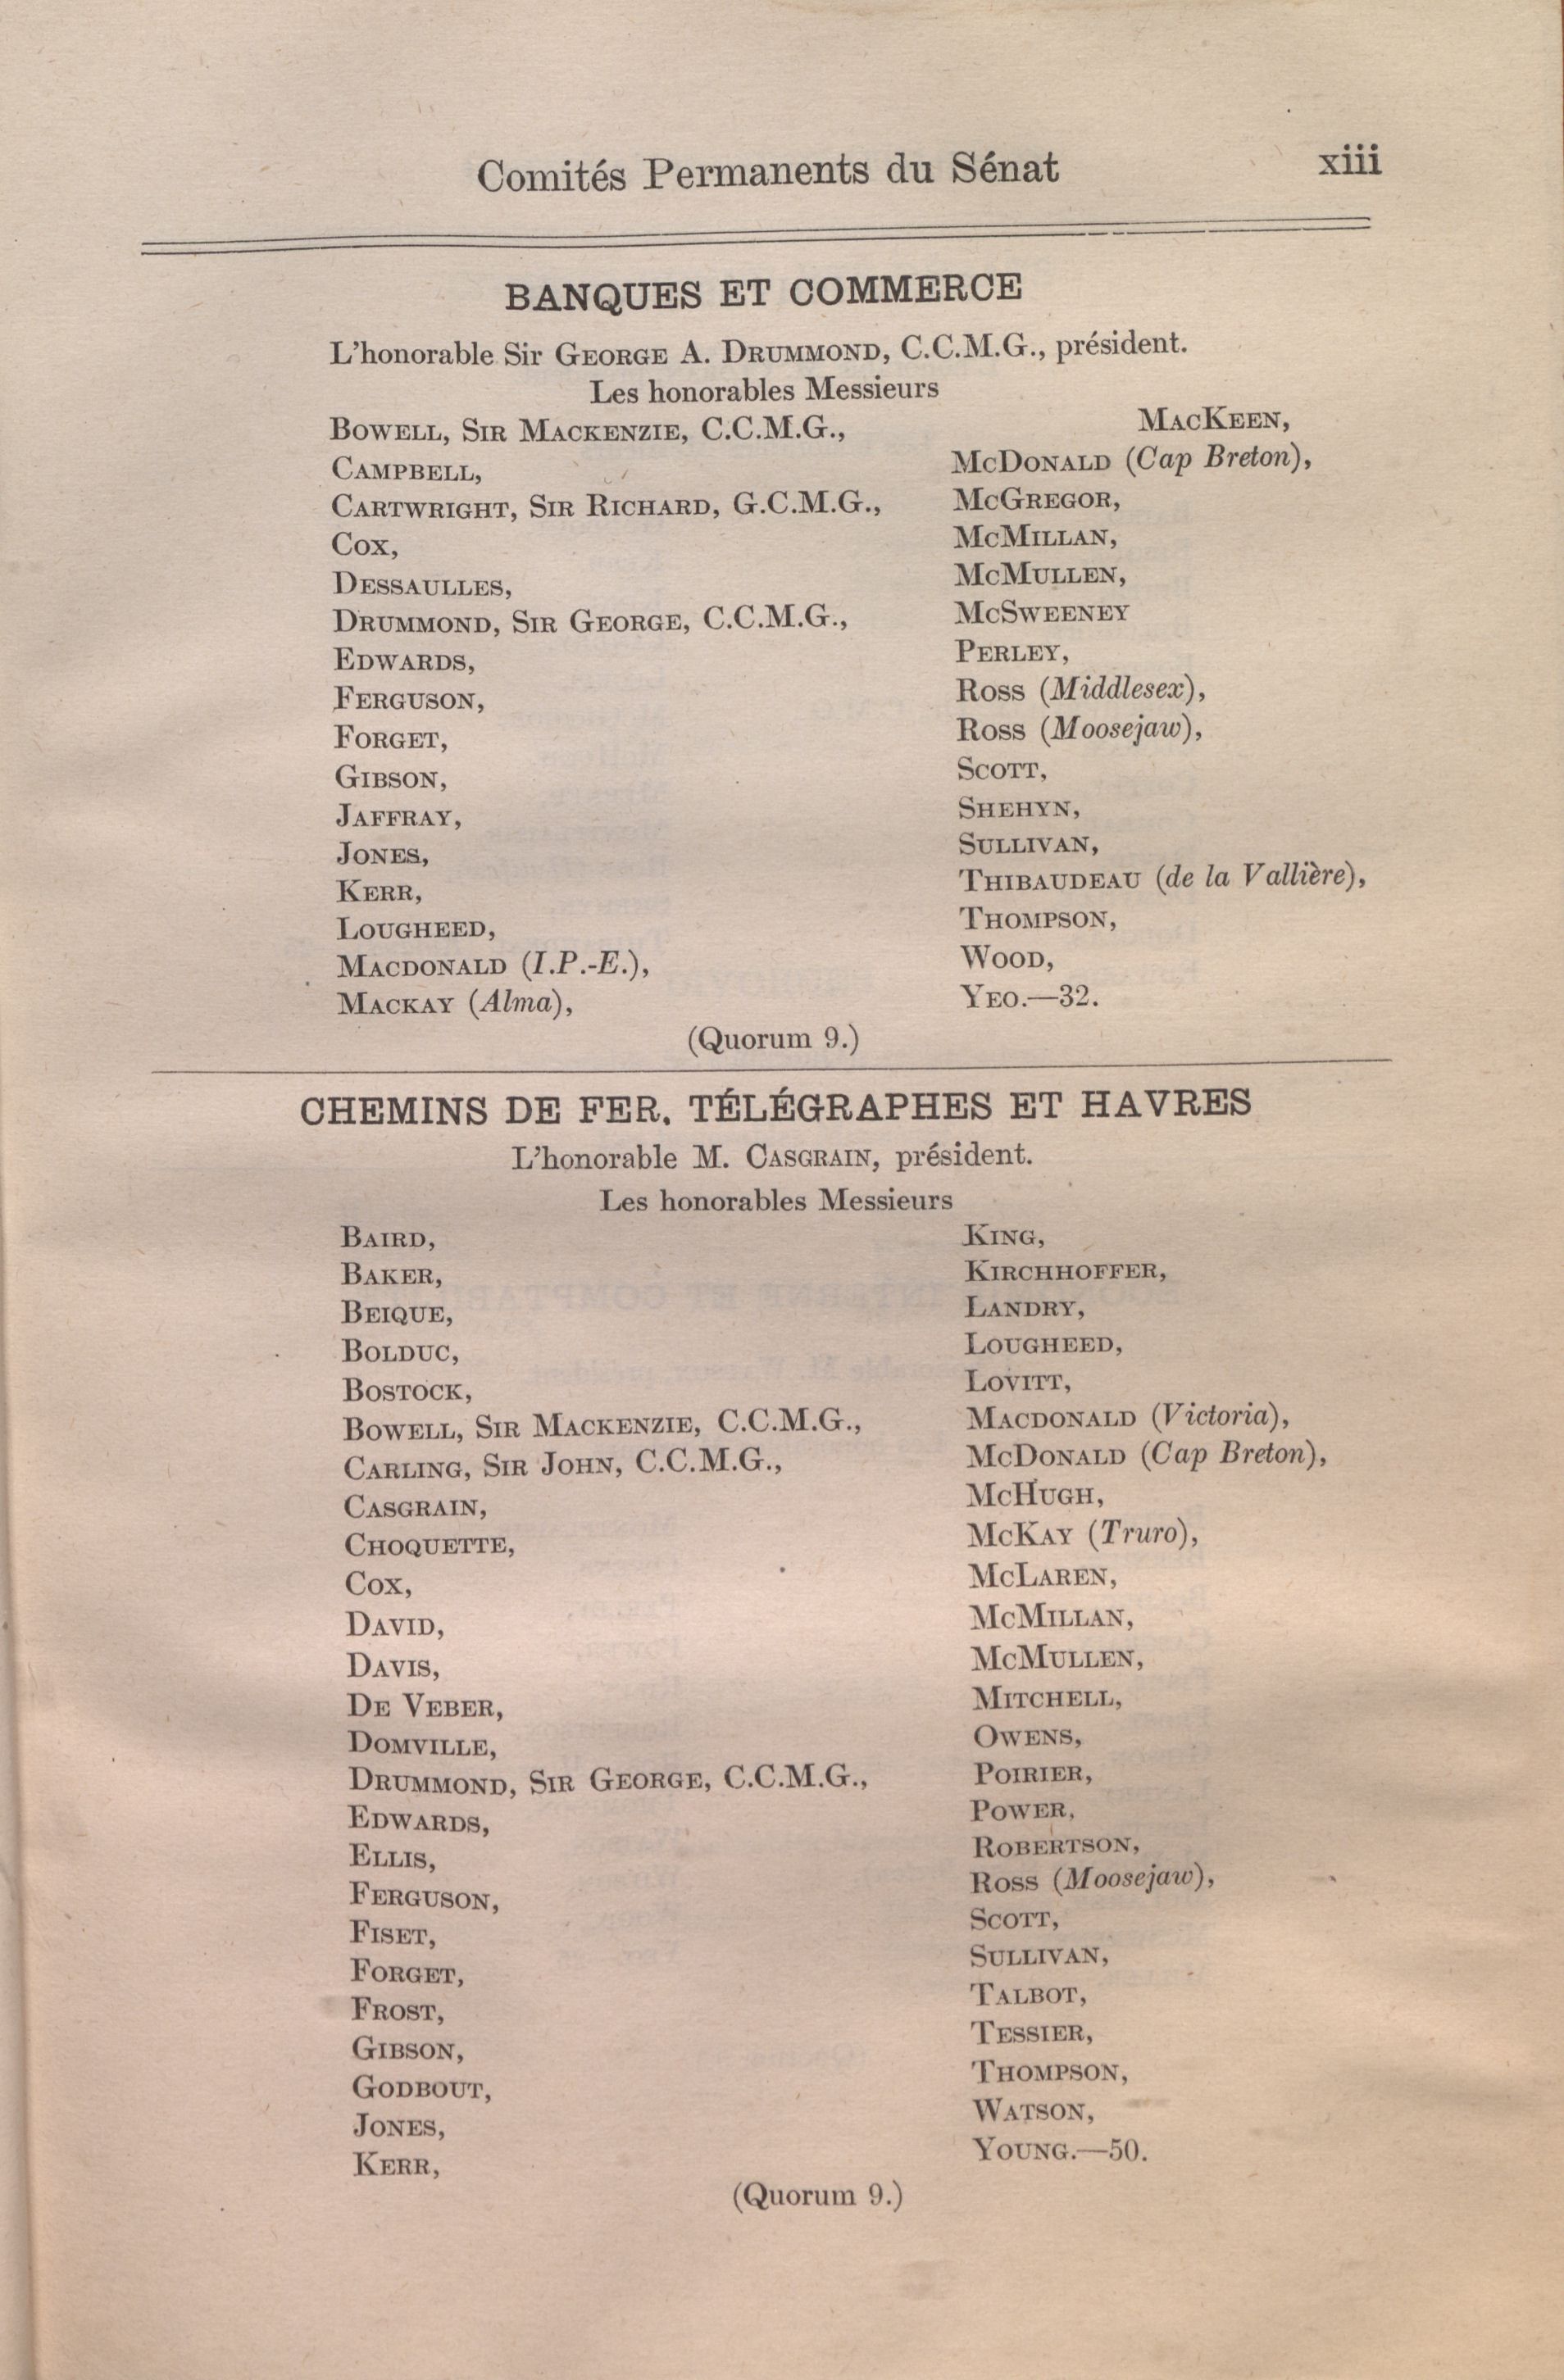 Comités Permanents du Sénat xiii
BANQUES ET COMMERCE
L'honorable Sir GEORGE A. DRUMMOND, C.C.M.G., président.
Les honorables Messieurs
BOWELL, SIR MACKENZIE, C.C.M.G.,
CAMPBELL,
CARTWRIGHT, SIR RICHARD, G.C.M.G.,
COX,
DESSAULLES,
DRUMMOND, SIR GEORGE, C.C.M.G.,
EDWARDS,
FERGUSON,
FORGET,
GIBSON,
JAFFRAY,
JONES,
KERR,
LOUGHEED,
MACDONALD (I.P.-E.),
MACKAY (Alma),
MACKEEN,
MCDONALD (Cap Breton),
MCGREGOR,
MCMILLAN,
MCMULLEN,
MCSWEENEY
PERLEY,
ROSS (Middlesex),
ROSS (Moosejaw),
SCOTT,
SHEHYN,
SULLIVAN,
THIBAUDEAU (de la Vallière),
THOMPSON,
WOOD,
YEO.—32.
(Quorum 9.)
CHEMINS DE FER, TÉLÉGRAPHES ET HAVRES
L'honorable M. CASGRAIN, président.
Les honorables Messieurs
BAIRD,
BAKER,
BEIQUE,
BOLDUC,
BOSTOCK,
BOWELL, SIR MACKENZIE, C.C.M.G.,
CARLING, SIR JOHN, C.C.M.G.,
CASGRAIN,
CHOQUETTE,
COX,
DAVID,
DAVIS,
DE VEBER,
DOMVILLE,
DRUMMOND, SIR GEORGE, C.C.M.G.,
EDWARDS,
ELLIS,
FERGUSON,
FISET,
FORGET,
FROST,
GIBSON,
GODBOUT,
JONES,
KERR,
KING,
KIRCHHOFFER,
LANDRY,
LOUGHEED,
LOVITT,
MACDONALD (Victoria),
MCDONALD (Cap Breton),
MCHUGH,
MCKAY (Truro),
MCLAREN,
MCMILLAN,
MCMULLEN,
MITCHELL,
OWENS,
POIRIER,
POWER,
ROBERTSON,
ROSS (Moosejaw),
SCOTT,
SULLIVAN,
TALBOT,
TESSIER,
THOMPSON,
WATSON,
YOUNG.—50.
(Quorum 9.)